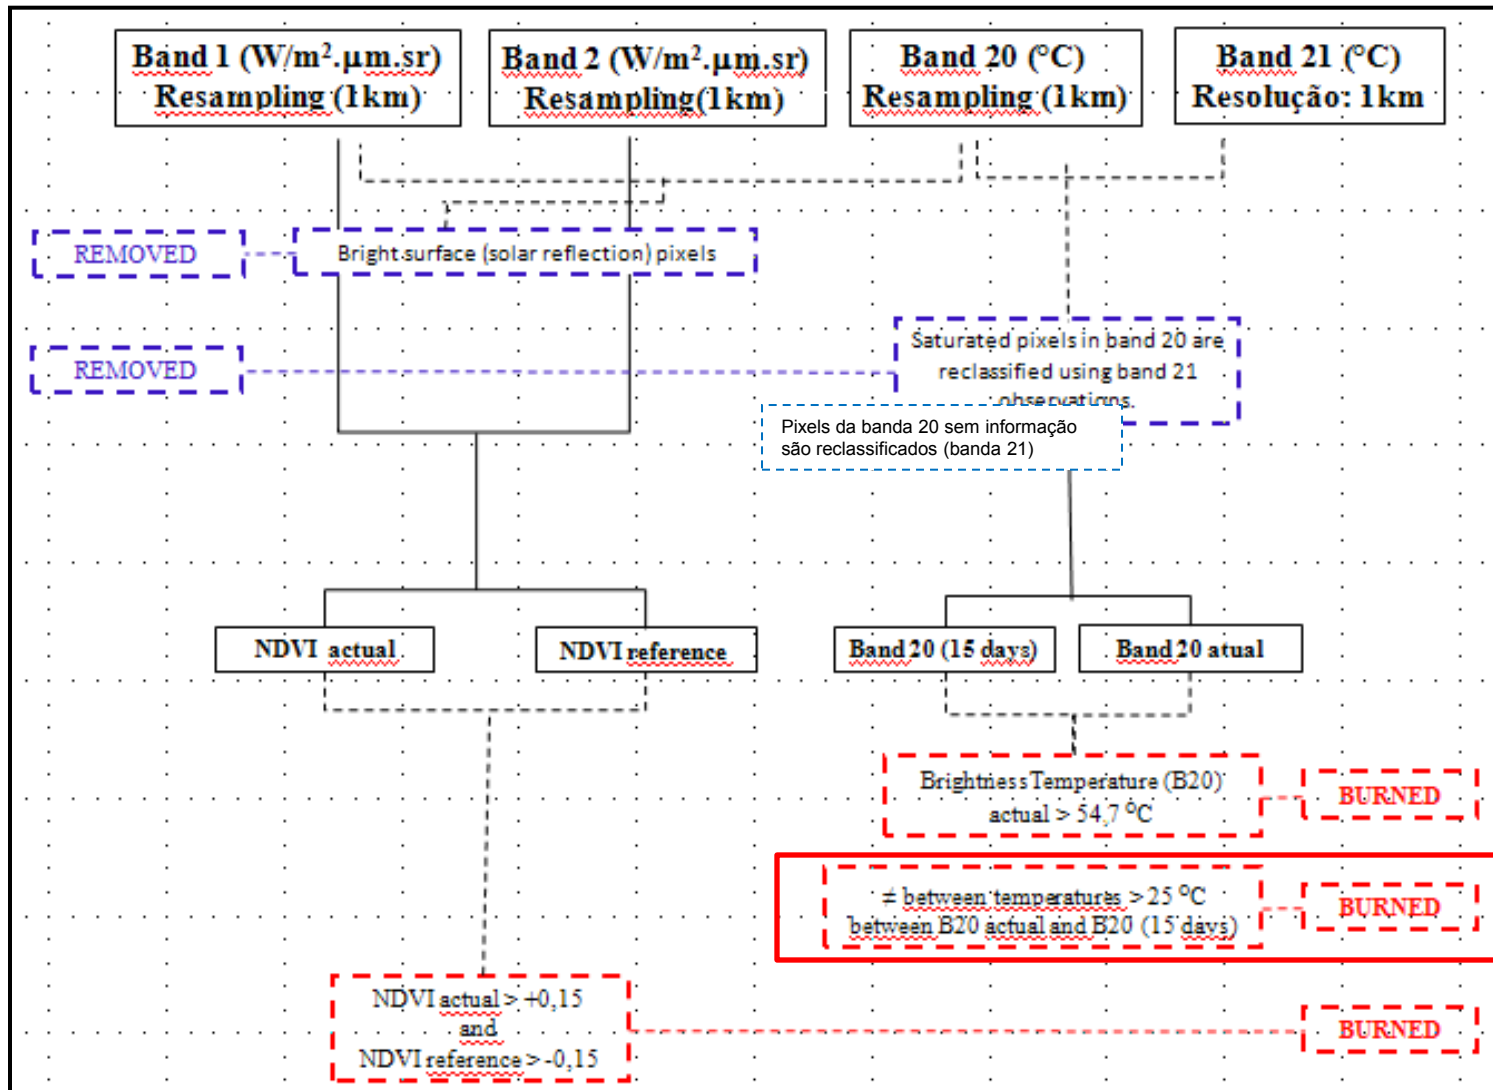 Band 1 (W/m².µm.sr)
Resampling (1km)
Band 2 (W/m².µm.sr)
Resampling(1km)
Band 20 (°C)
Resampling (1km)
Band 21 (°C)
Resolução: 1km
REMOVED
Bright surface (solar reflection) pixels
REMOVED
Saturated pixels in band 20 are
reclassified using band 21
observations.
Pixels da banda 20 sem informação
são reclassificados (banda 21)
NDVI actual
NDVI reference
Band 20 (15 days)
Band 20 atual
Brightness Temperature (B20)
actual > 54,7 °C
BURNED
≠ between temperatures > 25 °C
between B20 actual and B20 (15 days)
BURNED
NDVI actual > +0,15
and
NDVI reference > -0,15
BURNED